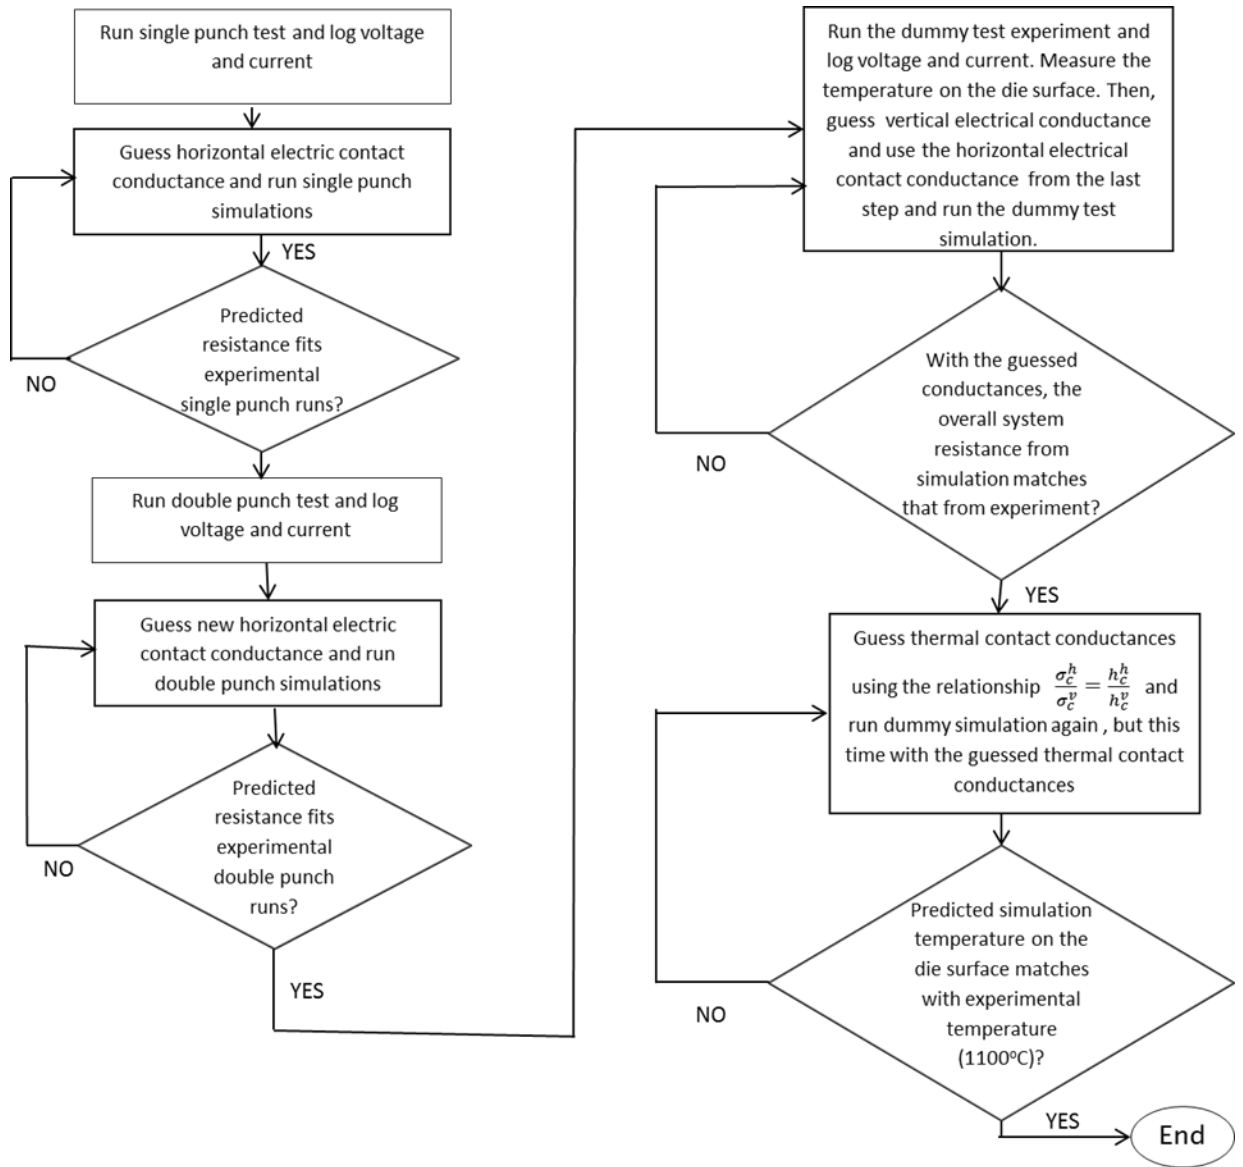 Run single punch test and log voltage
and current
Guess horizontal electric contact
conductance and run single punch
simulations
YES
Predicted
resistance fits
experimental
single punch runs?
NO
Run double punch test and log
voltage and current
Guess new horizontal electric
contact conductance and run
double punch simulations
Predicted
resistance fits
experimental
double punch
runs?
NO
YES
Run the dummy test experiment and
log voltage and current. Measure the
temperature on the die surface. Then,
guess vertical electrical conductance
and use the horizontal electrical
contact conductance from the last
step and run the dummy test
simulation.
With the guessed
conductances, the
overall system
resistance from
simulation matches
that from experiment?
NO
YES
Guess thermal contact conductances
using the relationship σ_c^h/σ_c^v = h_c^h/h_c^v and
run dummy simulation again , but this
time with the guessed thermal contact
conductances
Predicted simulation
temperature on the
die surface matches
with experimental
temperature
(1100°C)?
NO
YES
End